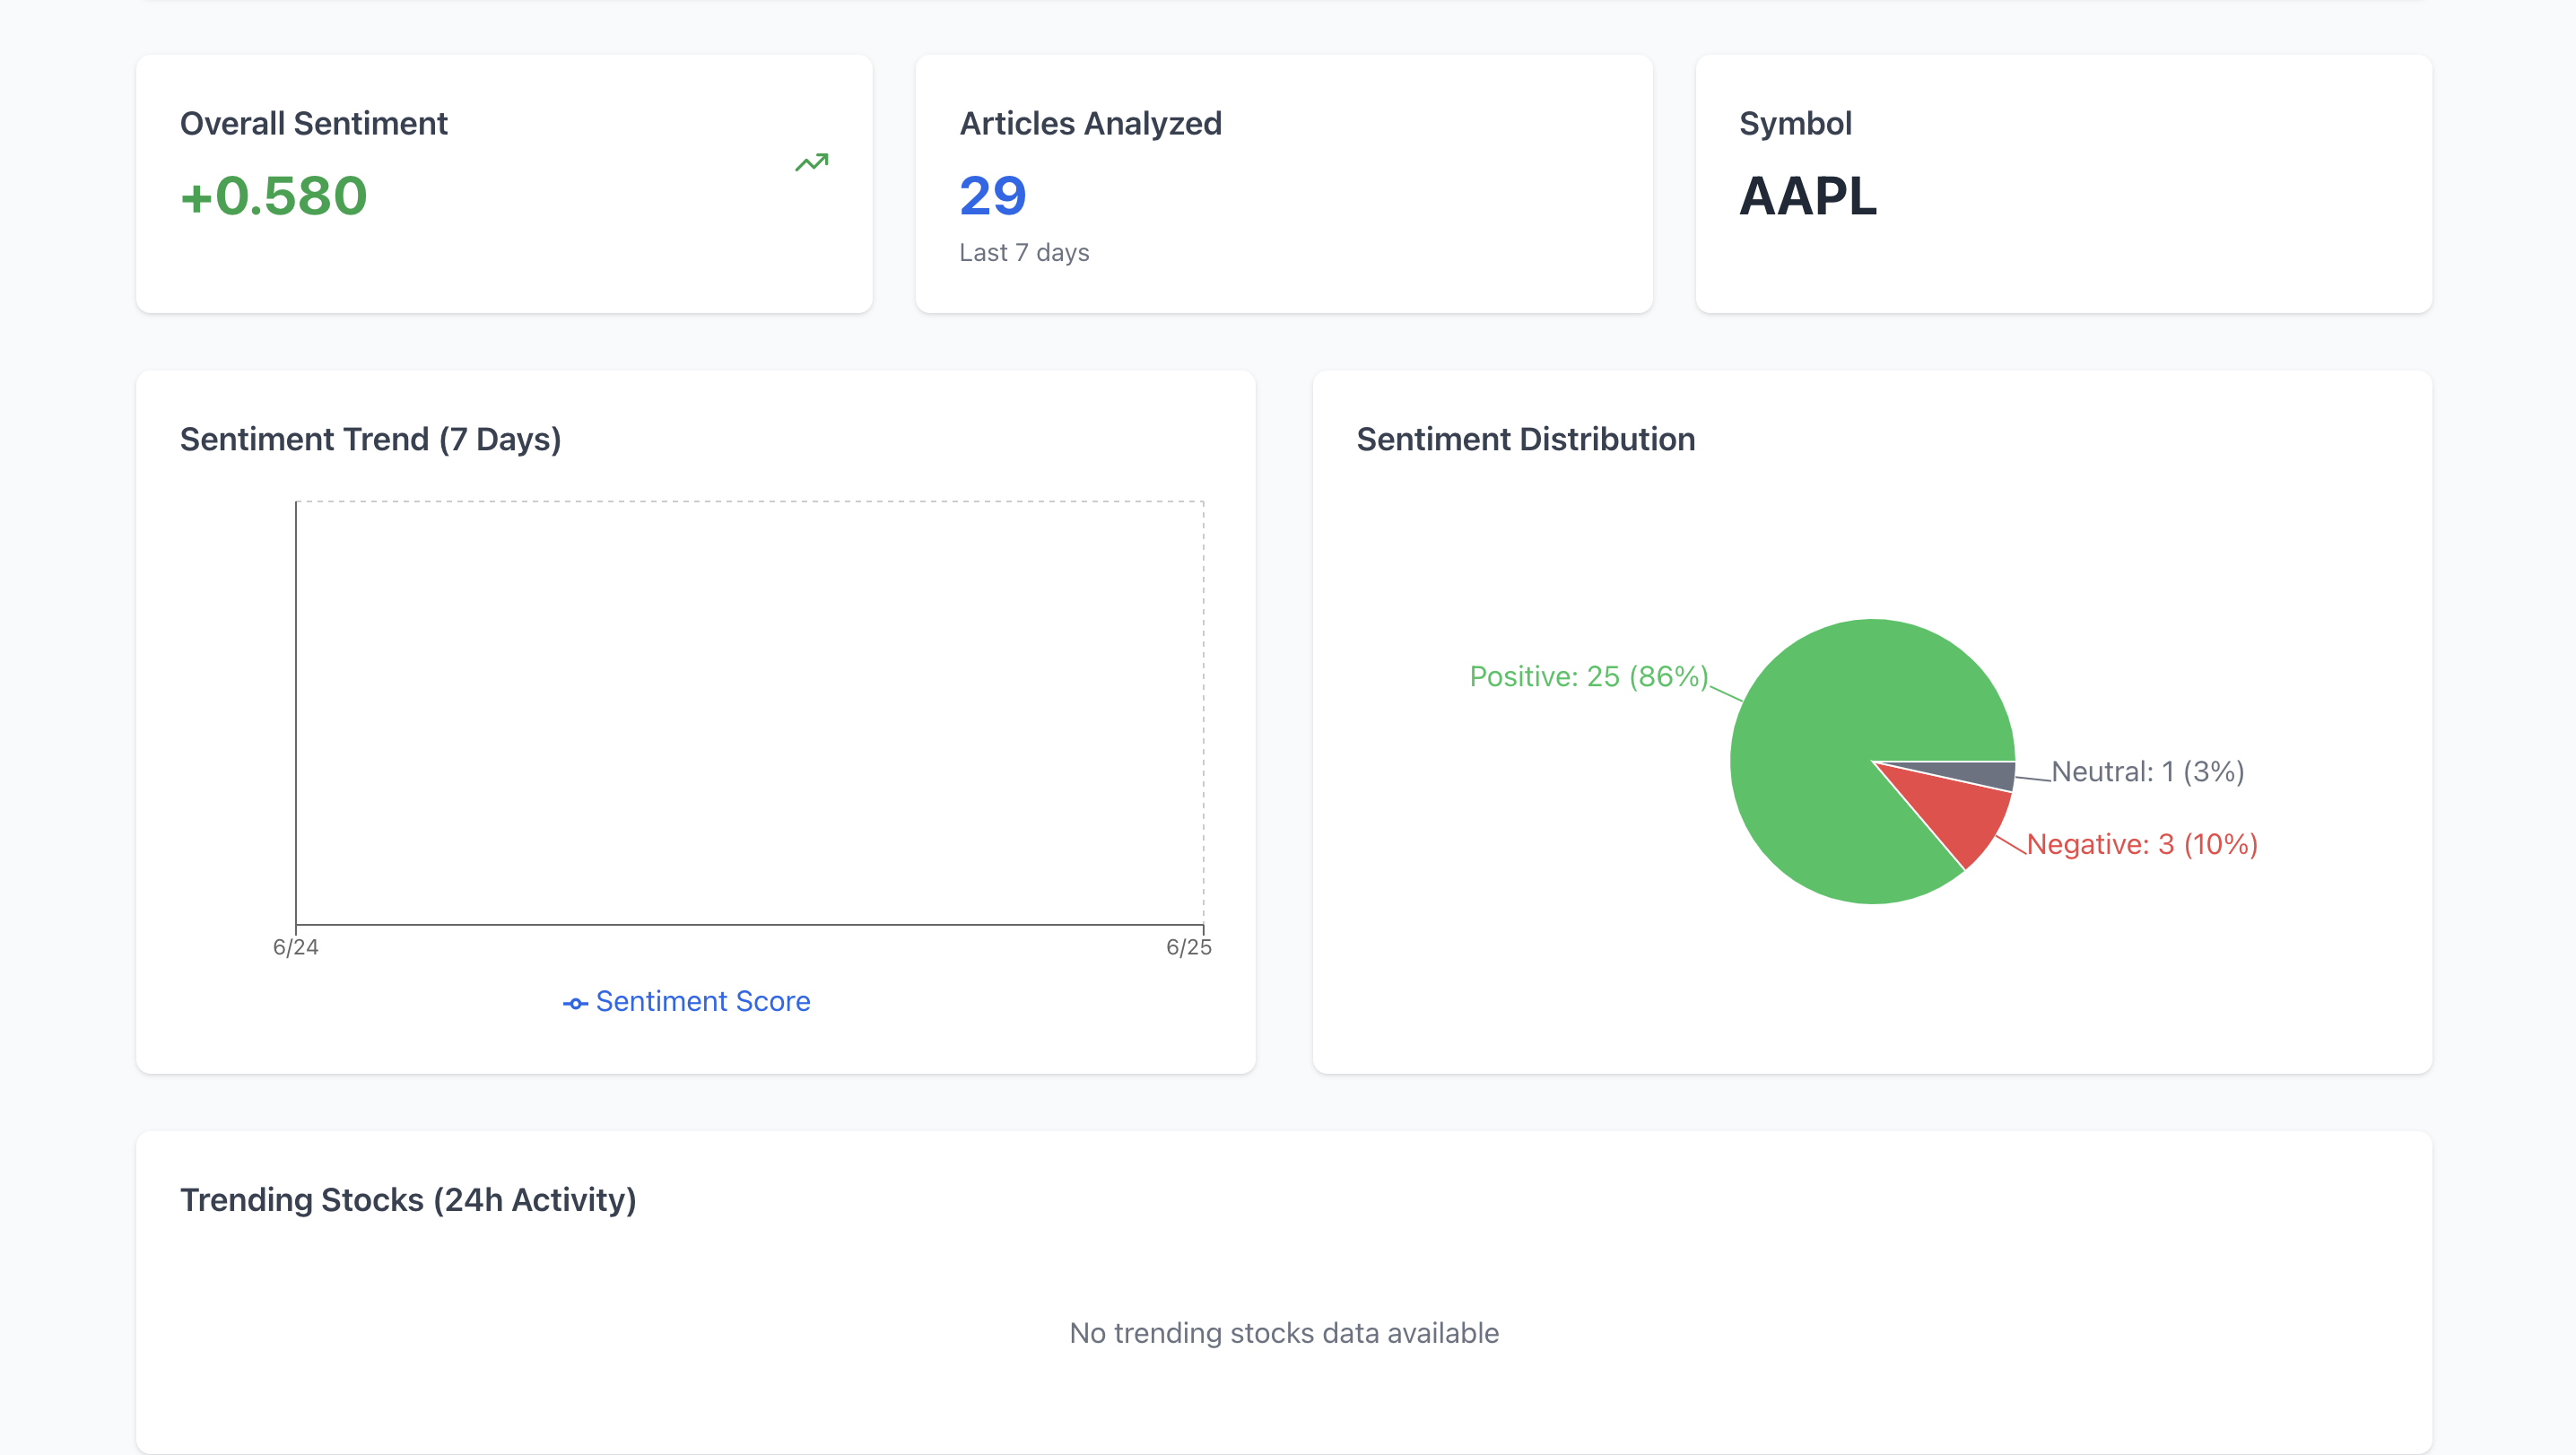 Overall Sentiment
+0.580
Articles Analyzed
29
Last 7 days
Symbol
AAPL
Sentiment Trend (7 Days)
6/24
6/25
Sentiment Score
Sentiment Distribution
Positive: 25 (86%)
Neutral: 1 (3%)
Negative: 3 (10%)
Trending Stocks (24h Activity)
No trending stocks data available